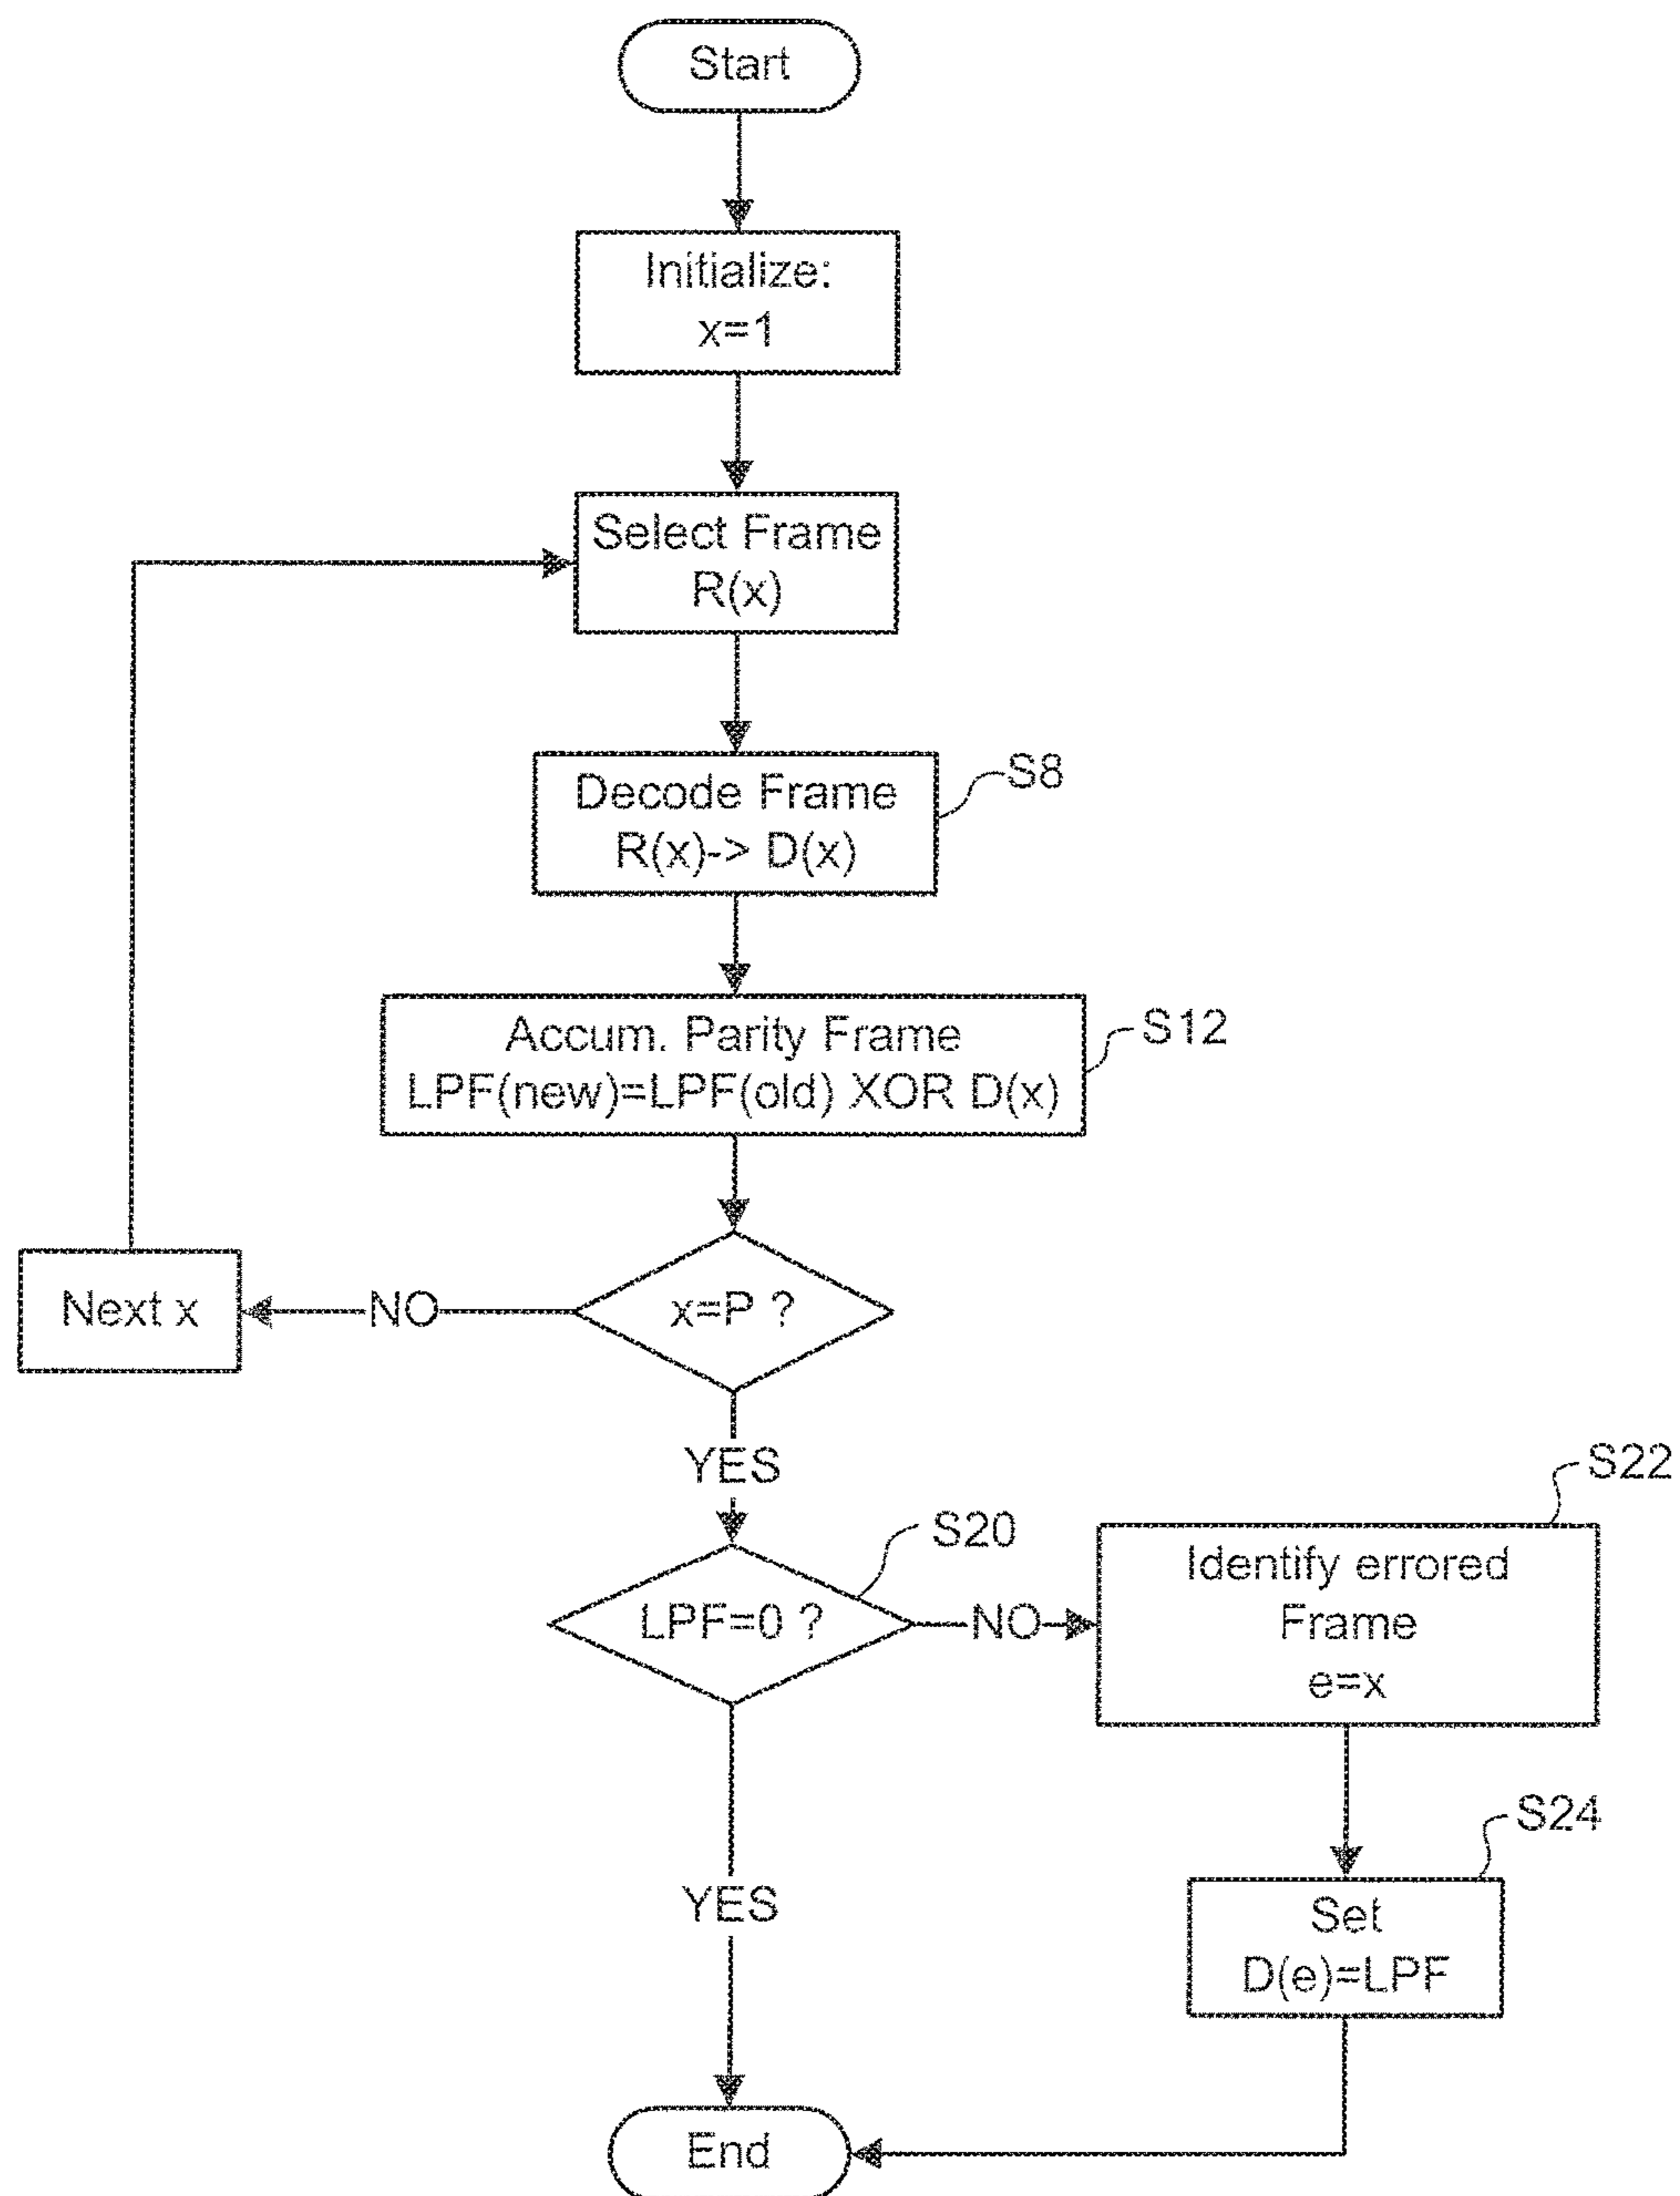 Start
Initialize:
x=1
Select Frame
R(x)
Decode Frame
R(x)-> D(x)
S8
Accum. Parity Frame
LPF(new)=LPF(old) XOR D(x)
S12
x=P ?
NO
Next x
YES
S20
LPF=0 ?
NO
S22
Identify errored
Frame
e=x
S24
Set
D(e)=LPF
YES
End